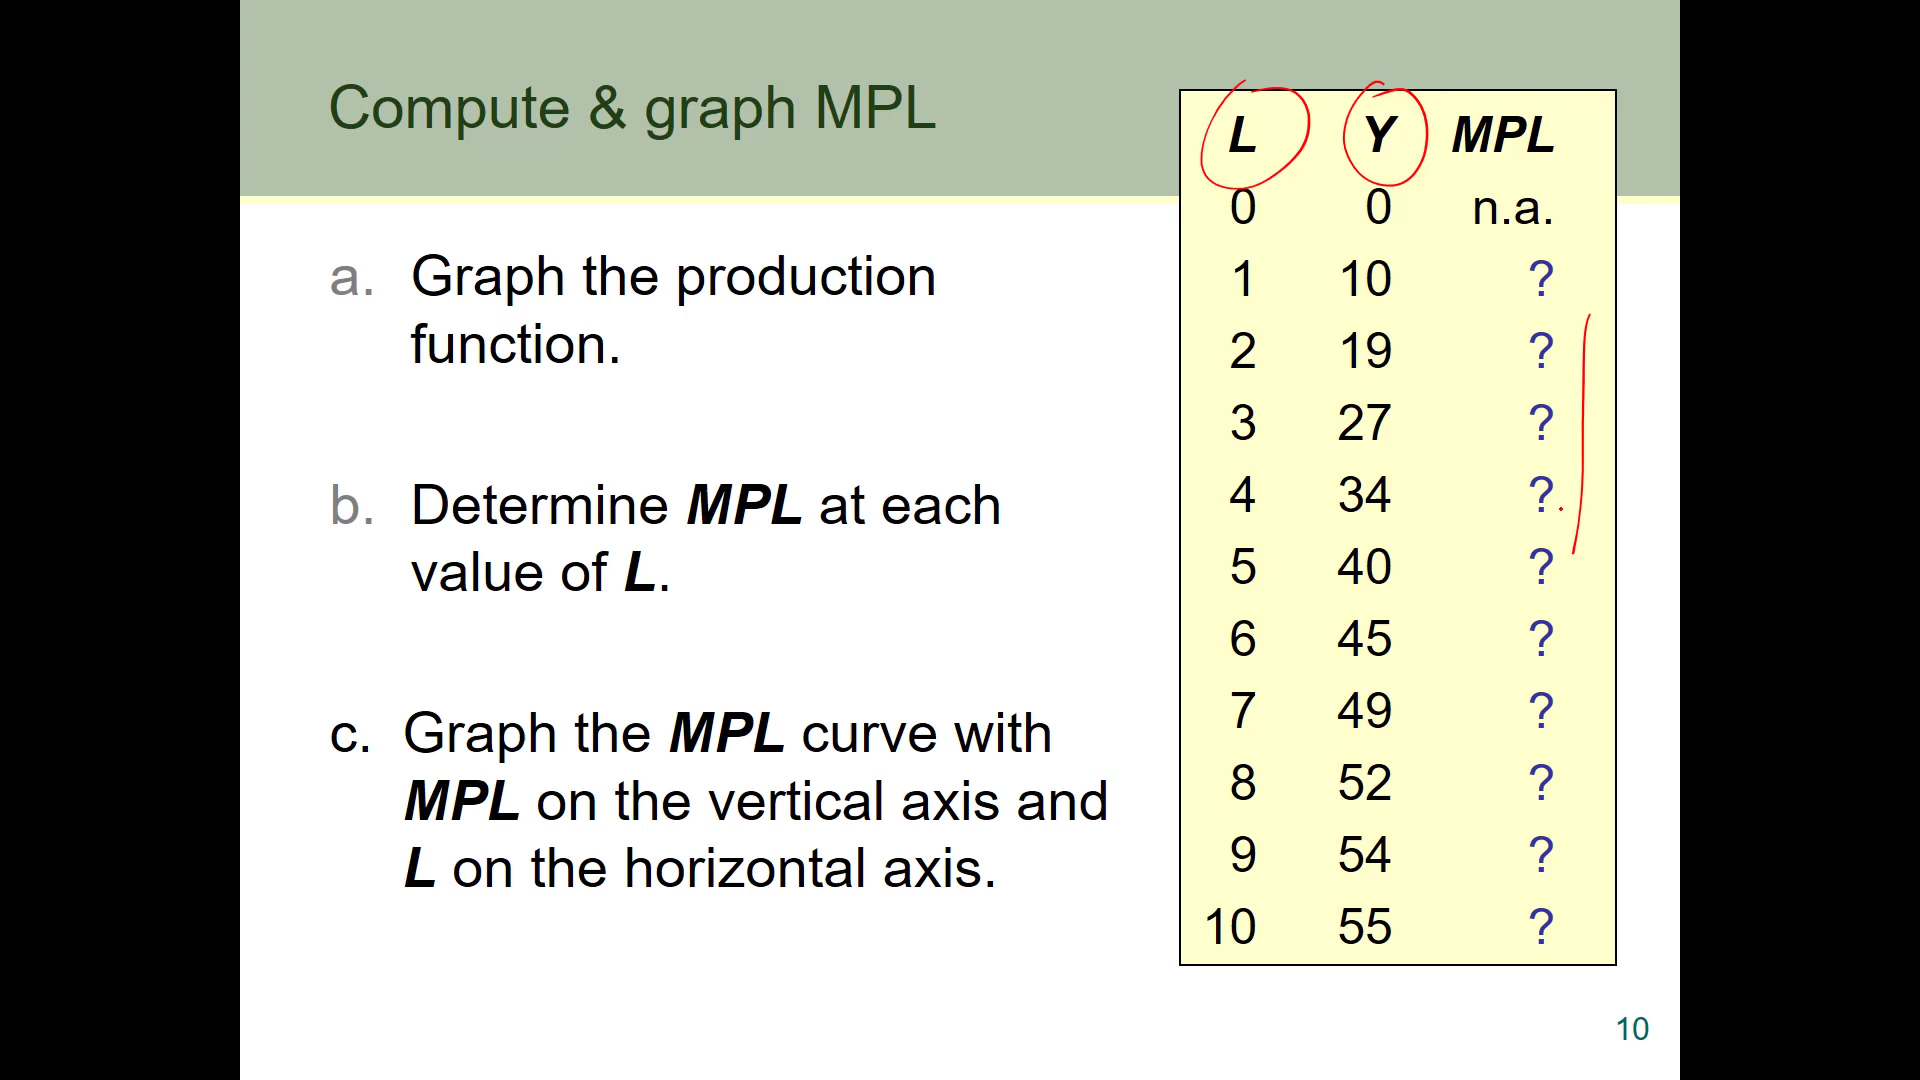 Compute & graph MPL
a. Graph the production
function.
b. Determine MPL at each
value of L.
c. Graph the MPL curve with
MPL on the vertical axis and
L on the horizontal axis.
L Y MPL
0 0 n.a.
1 10 ?
2 19 ?
3 27 ?
4 34 ?
5 40 ?
6 45 ?
7 49 ?
8 52 ?
9 54 ?
10 55 ?
10